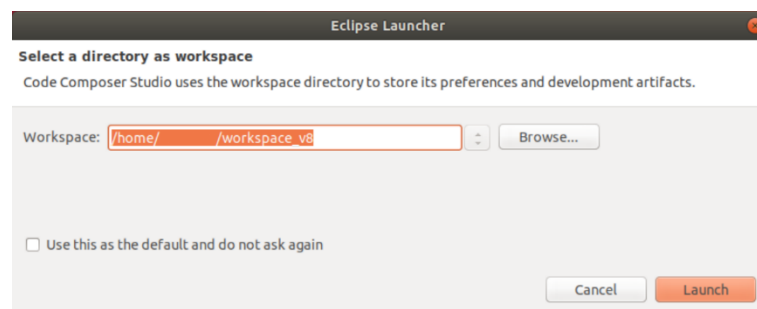 Eclipse Launcher
Select a directory as workspace
Code Composer Studio uses the workspace directory to store its preferences and development artifacts.
Workspace: /home/ /workspace_v8 Browse...
Use this as the default and do not ask again
Cancel Launch